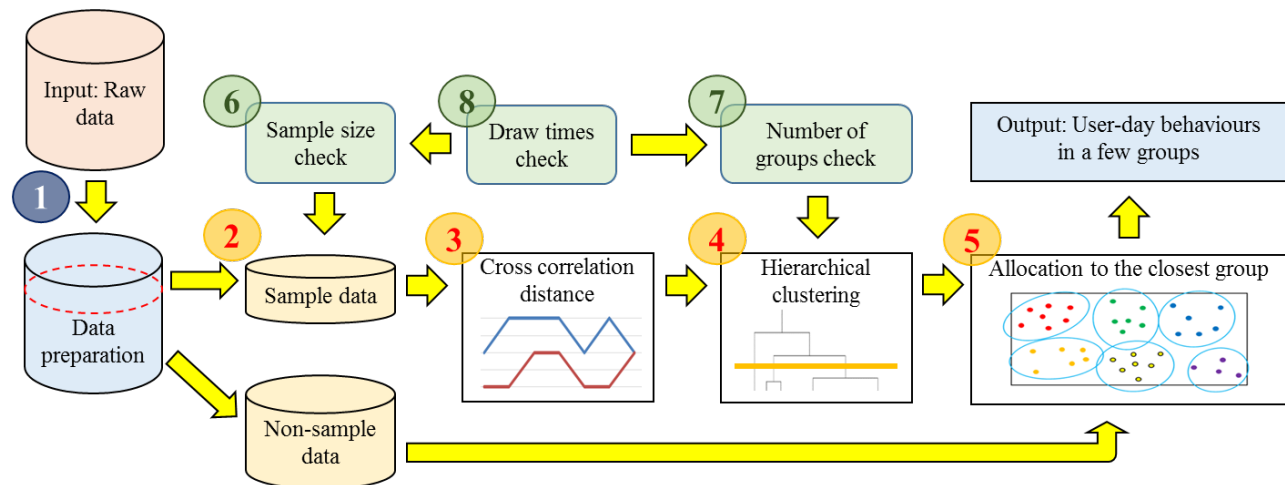 Input: Raw
data
1
Data
preparation
6
Sample size
check
8
Draw times
check
7
Number of
groups check
Output: User-day behaviours
in a few groups
2
Sample data
3
Cross correlation
distance
4
Hierarchical
clustering
5
Allocation to the closest group
Non-sample
data